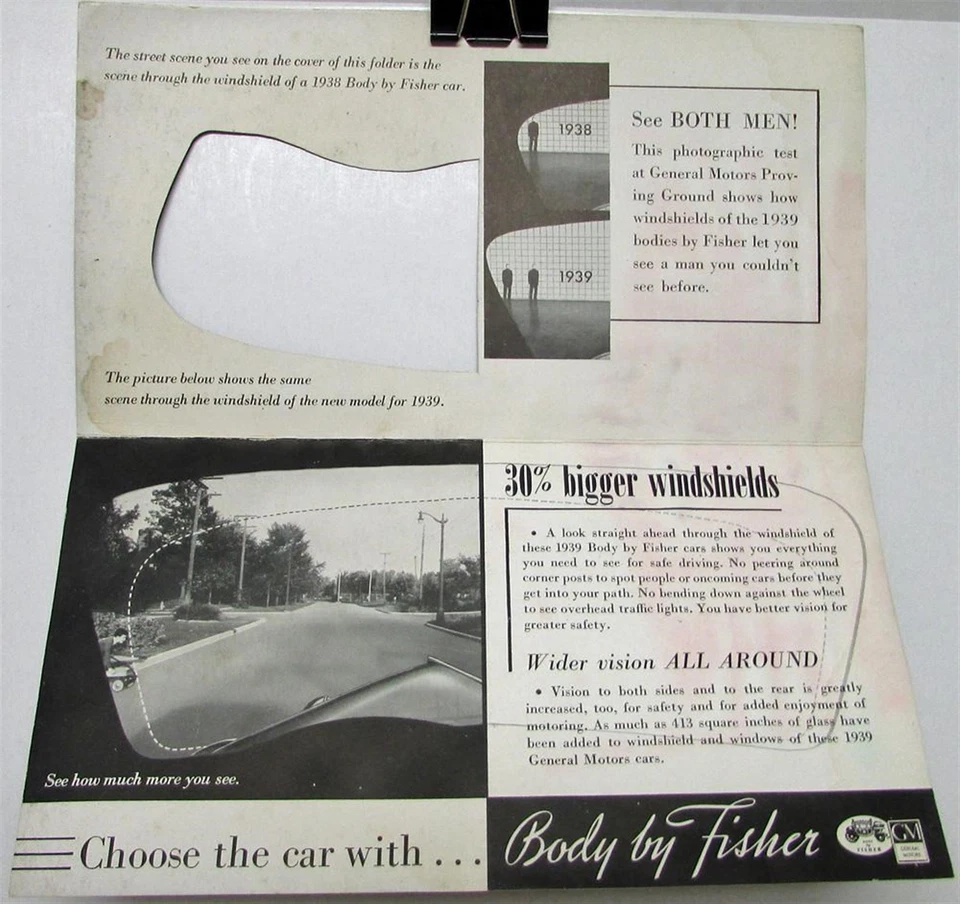 The street scene you see on the cover of this folder is the
scene through the windshield of a 1938 Body by Fisher car.
1938
1939
See BOTH MEN!
This photographic test
at General Motors Prov-
ing Ground shows how
windshields of the 1939
bodies by Fisher let you
see a man you couldn't
see before.
The picture below shows the same
scene through the windshield of the new model for 1939.
See how much more you see.
30% bigger windshields
• A look straight ahead through the windshield of
these 1939 Body by Fisher cars shows you everything
you need to see for safe driving. No peering around
corner posts to spot people or oncoming cars before they
get into your path. No bending down against the wheel
to see overhead traffic lights. You have better vision for
greater safety.
Wider vision ALL AROUND
• Vision to both sides and to the rear is greatly
increased, too, for safety and for added enjoyment of
motoring. As much as 413 square inches of glass have
been added to windshield and windows of these 1939
General Motors cars.
Choose the car with ...
Body by Fisher
FISHER
GM
GENERAL
MOTORS